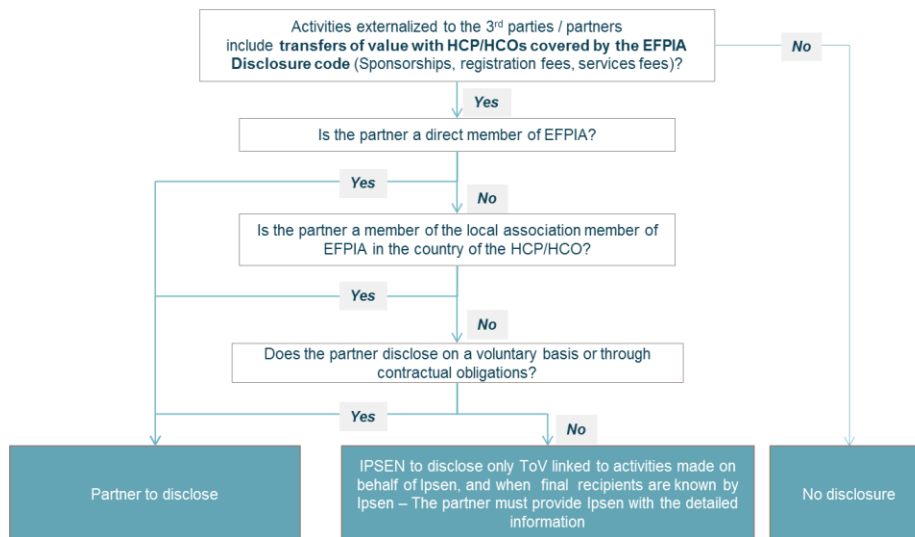 Activities externalized to the 3rd parties / partners
include transfers of value with HCP/HCOs covered by the EFPIA
Disclosure code (Sponsorships, registration fees, services fees)?
No
Yes
Is the partner a direct member of EFPIA?
Yes
No
Is the partner a member of the local association member of
EFPIA in the country of the HCP/HCO?
Yes
No
Does the partner disclose on a voluntary basis or through
contractual obligations?
Yes
No
Partner to disclose
IPSEN to disclose only ToV linked to activities made on
behalf of Ipsen, and when final recipients are known by
Ipsen – The partner must provide Ipsen with the detailed
information
No disclosure